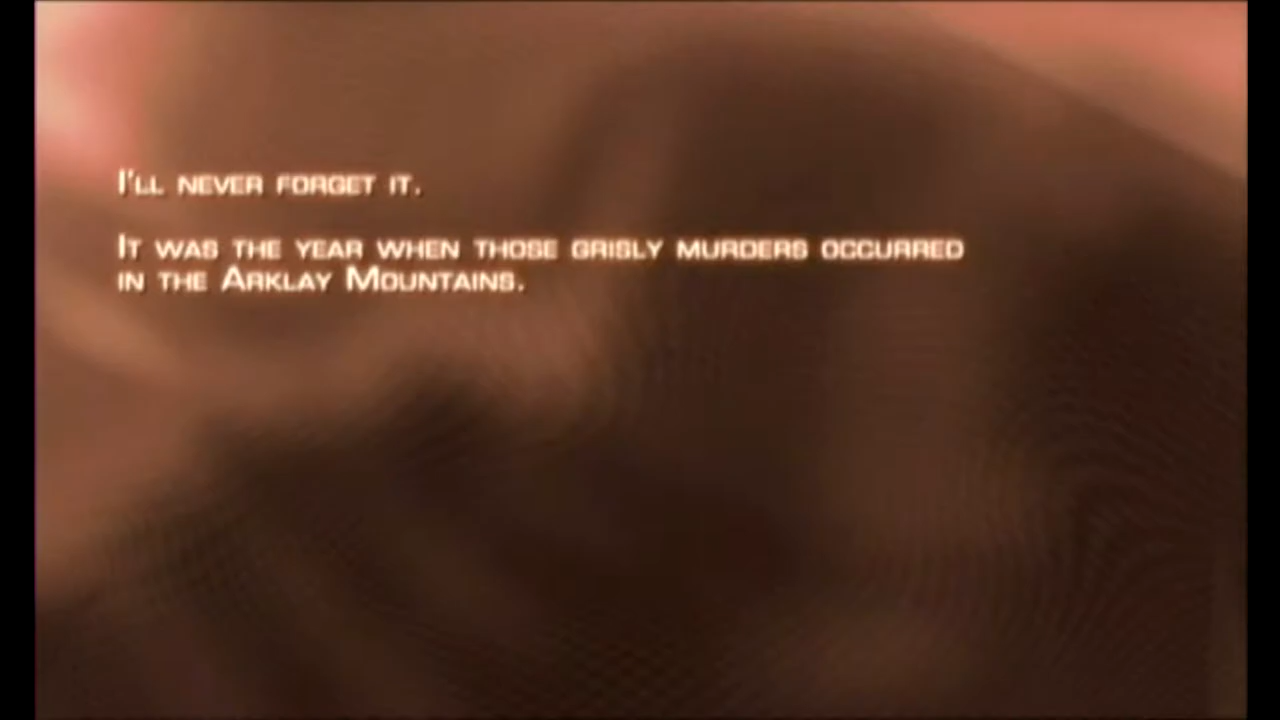 I'll never forget it.
It was the year when those grisly murders occurred
in the Arklay Mountains.